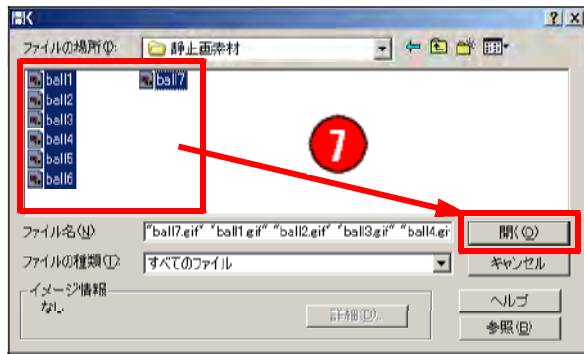 開く
ファイルの場所(I):
静止画素材
ball1
ball2
ball3
ball4
ball5
ball6
ball7
7
ファイル名(N)
"ball7.gif" "ball1.gif" "ball2.gif" "ball3.gif" "ball4.gif
開く(O)
ファイルの種類(T):
すべてのファイル
キャンセル
イメージ情報
なし
詳細(D)...
ヘルプ
参照(B)